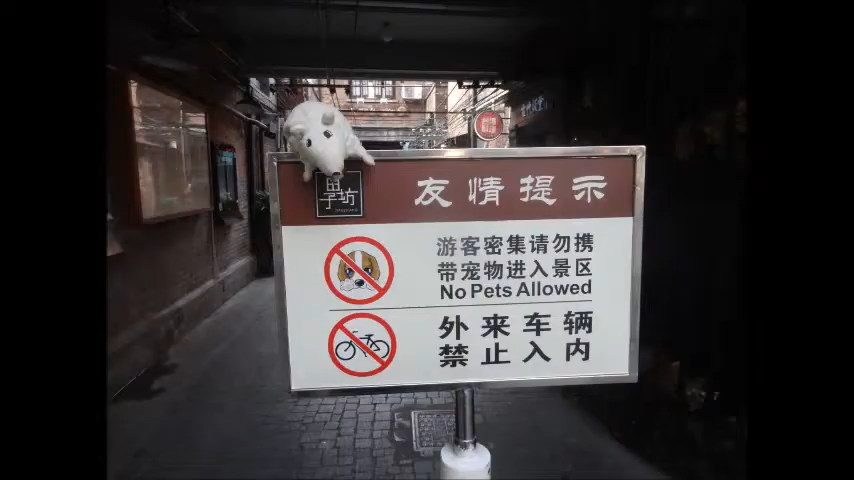 田子坊
友情提示
游客密集请勿携
带宠物进入景区
No Pets Allowed
外来车辆
禁止入内